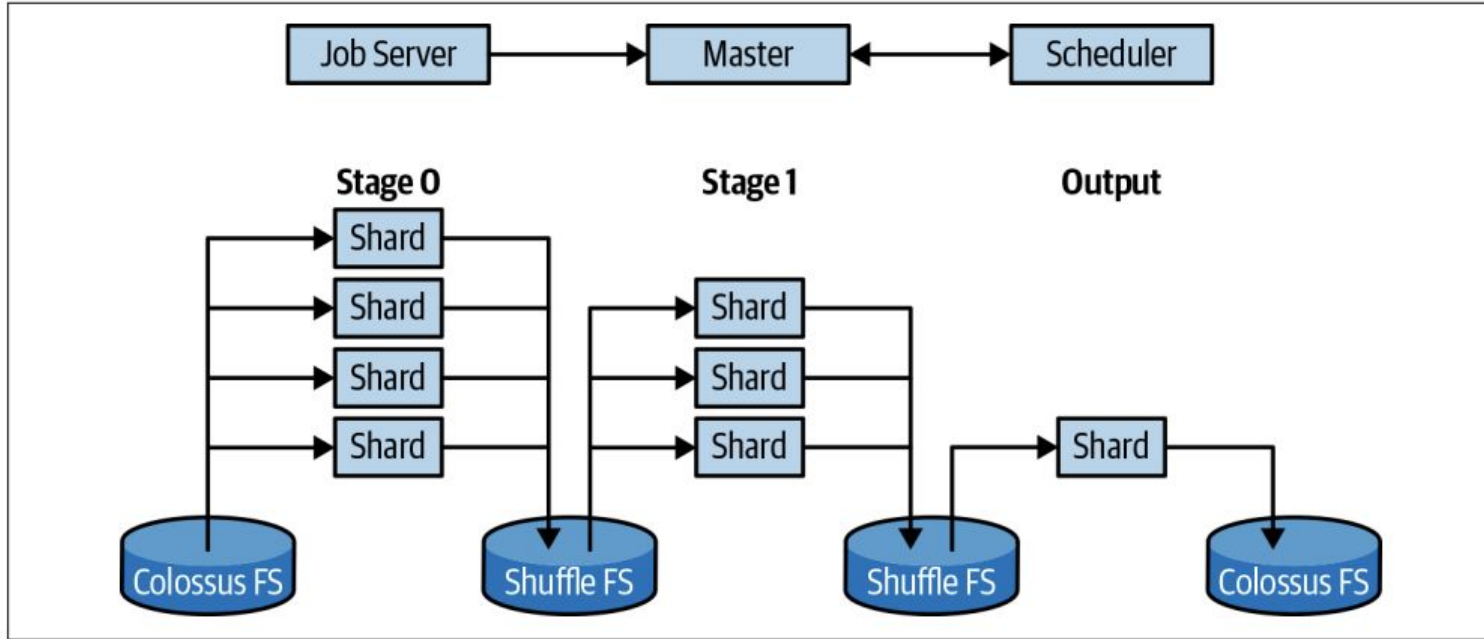 Job Server
Master
Scheduler
Stage 0
Stage 1
Output
Shard
Shard
Shard
Shard
Shard
Shard
Shard
Shard
Colossus FS
Shuffle FS
Shuffle FS
Colossus FS